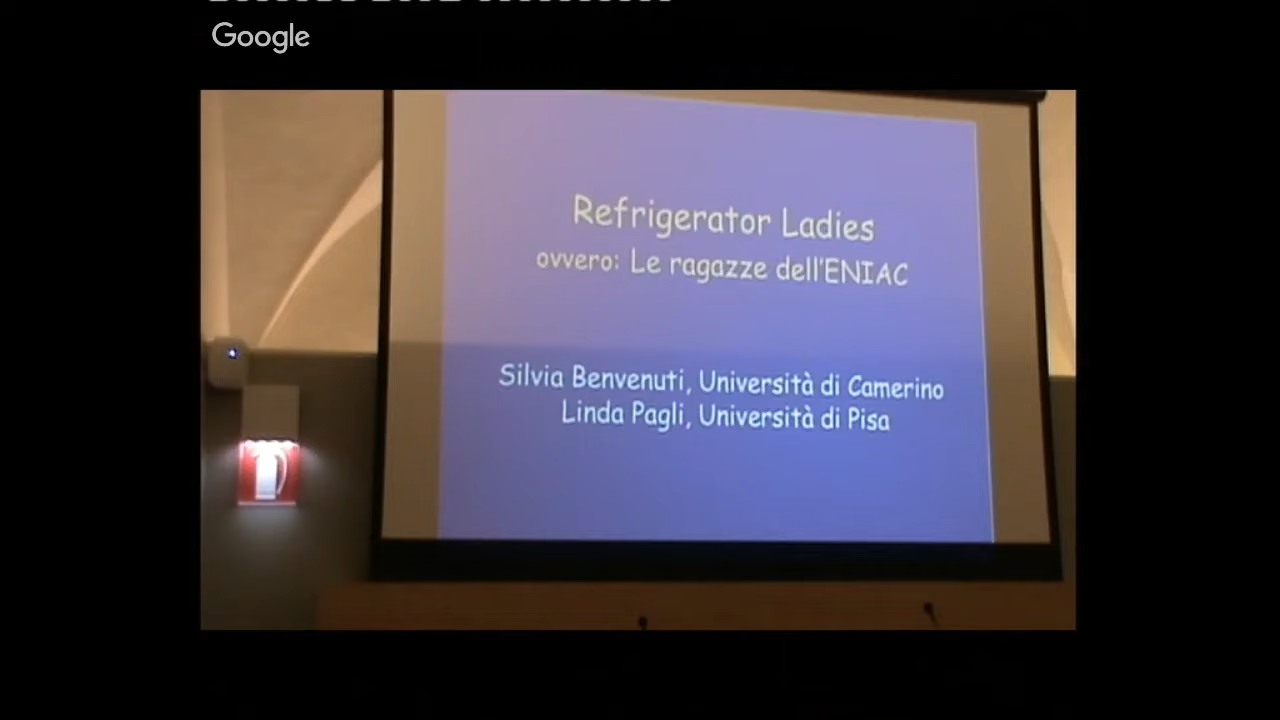 Google
Refrigerator Ladies
ovvero: Le ragazze dell'ENIAC
Silvia Benvenuti, Università di Camerino
Linda Pagli, Università di Pisa